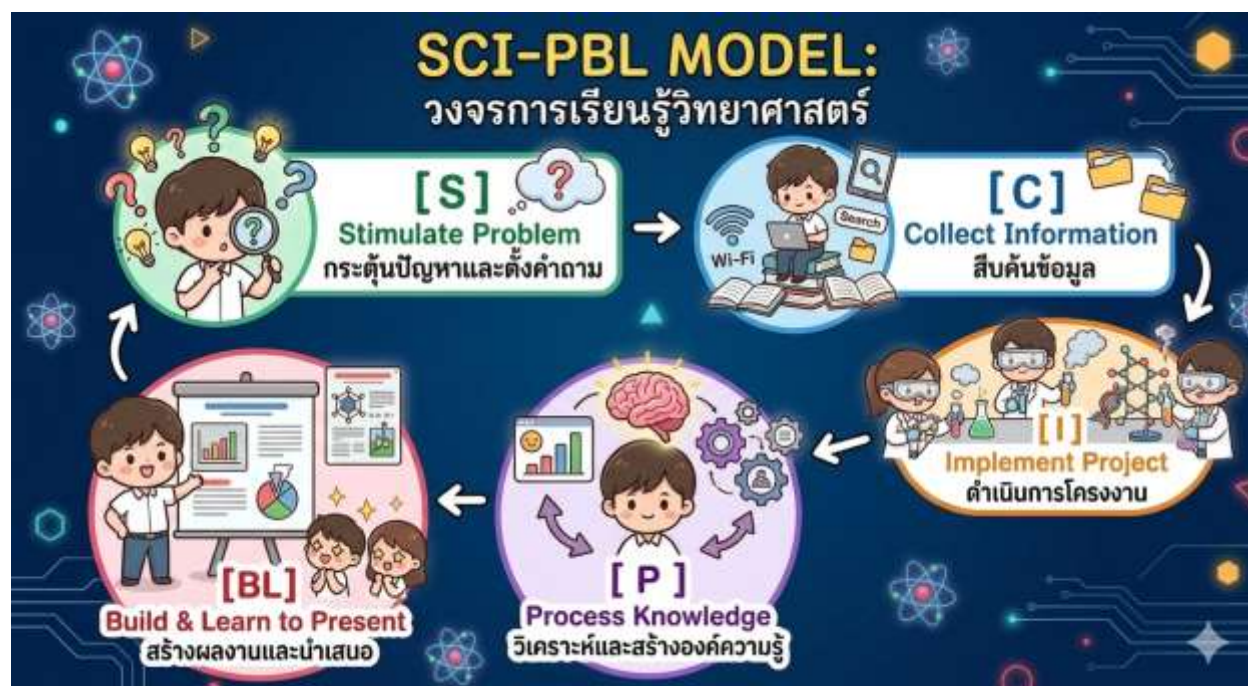 SCI-PBL MODEL:
วงจรการเรียนรู้วิทยาศาสตร์
[S]
Stimulate Problem
กระตุ้นปัญหาและตั้งคำถาม
Search
Wi-Fi
[C]
Collect Information
สืบค้นข้อมูล
[I]
Implement Project
ดำเนินการโครงงาน
[P]
Process Knowledge
วิเคราะห์และสร้างองค์ความรู้
[BL]
Build & Learn to Present
สร้างผลงานและนำเสนอ